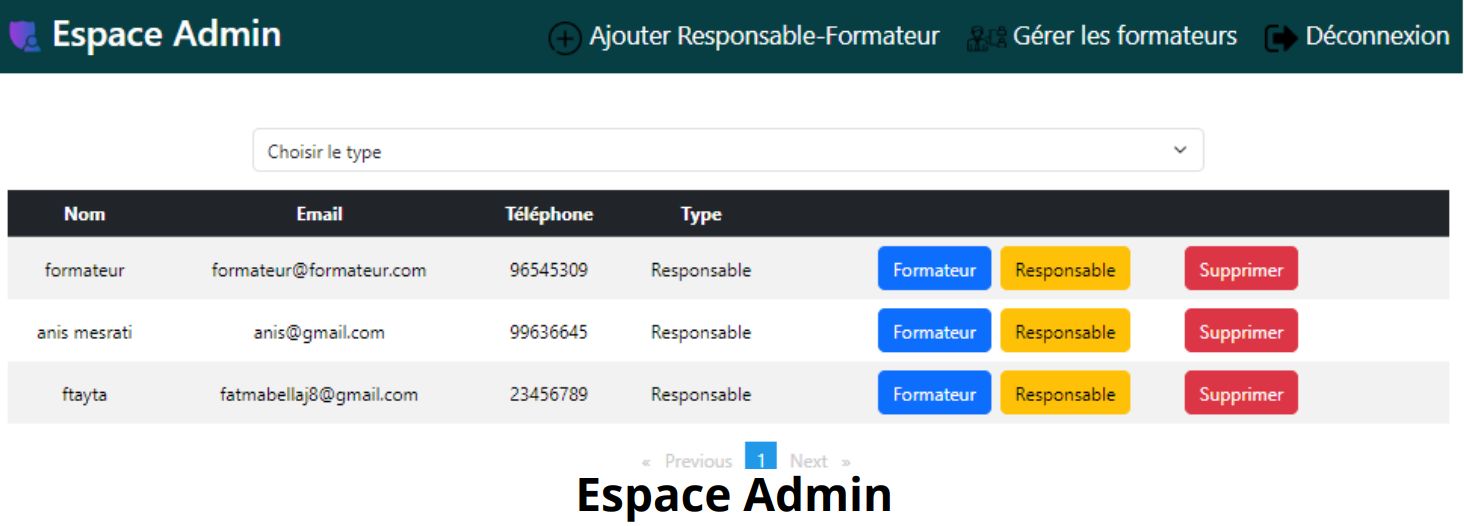 Espace Admin Ajouter Responsable-Formateur Gérer les formateurs Déconnexion
Choisir le type
Nom Email Téléphone Type
formateur formateur@formateur.com 96545309 Responsable Formateur Responsable Supprimer
anis mesrati anis@gmail.com 99636645 Responsable Formateur Responsable Supprimer
ftayta fatmabellaj8@gmail.com 23456789 Responsable Formateur Responsable Supprimer
« Previous 1 Next »
Espace Admin